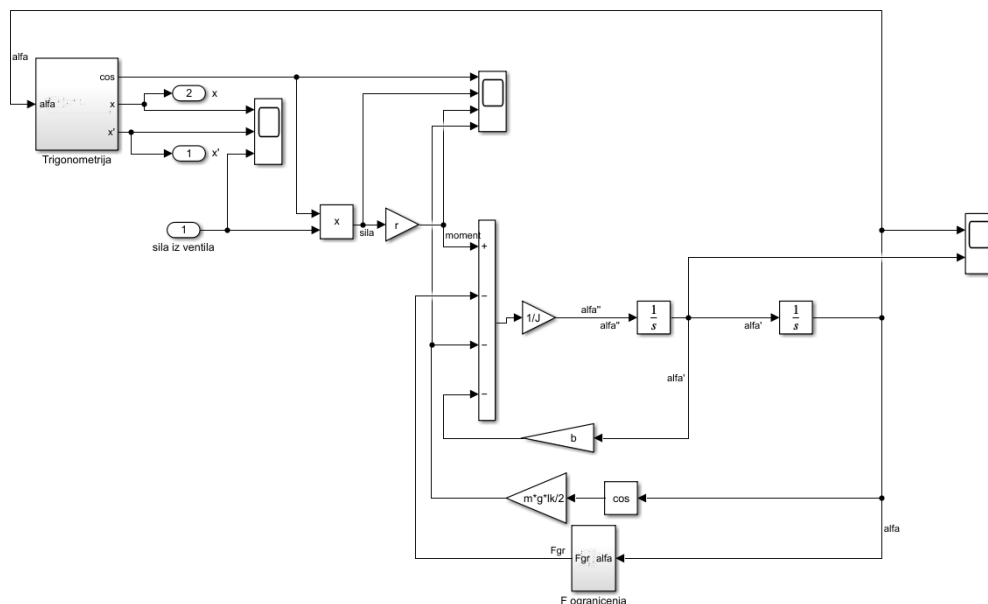 alfa
alfa
cos
x
x'
Trigonometrija
2
x
1
x'
1
sila iz ventila
x
sila
r
moment
+
−
−
−
1/J
alfa''
alfa''
1
s
alfa'
1
s
alfa'
b
m*g*lk/2
cos
alfa
Fgr
Fgr
alfa
F ogranicenja